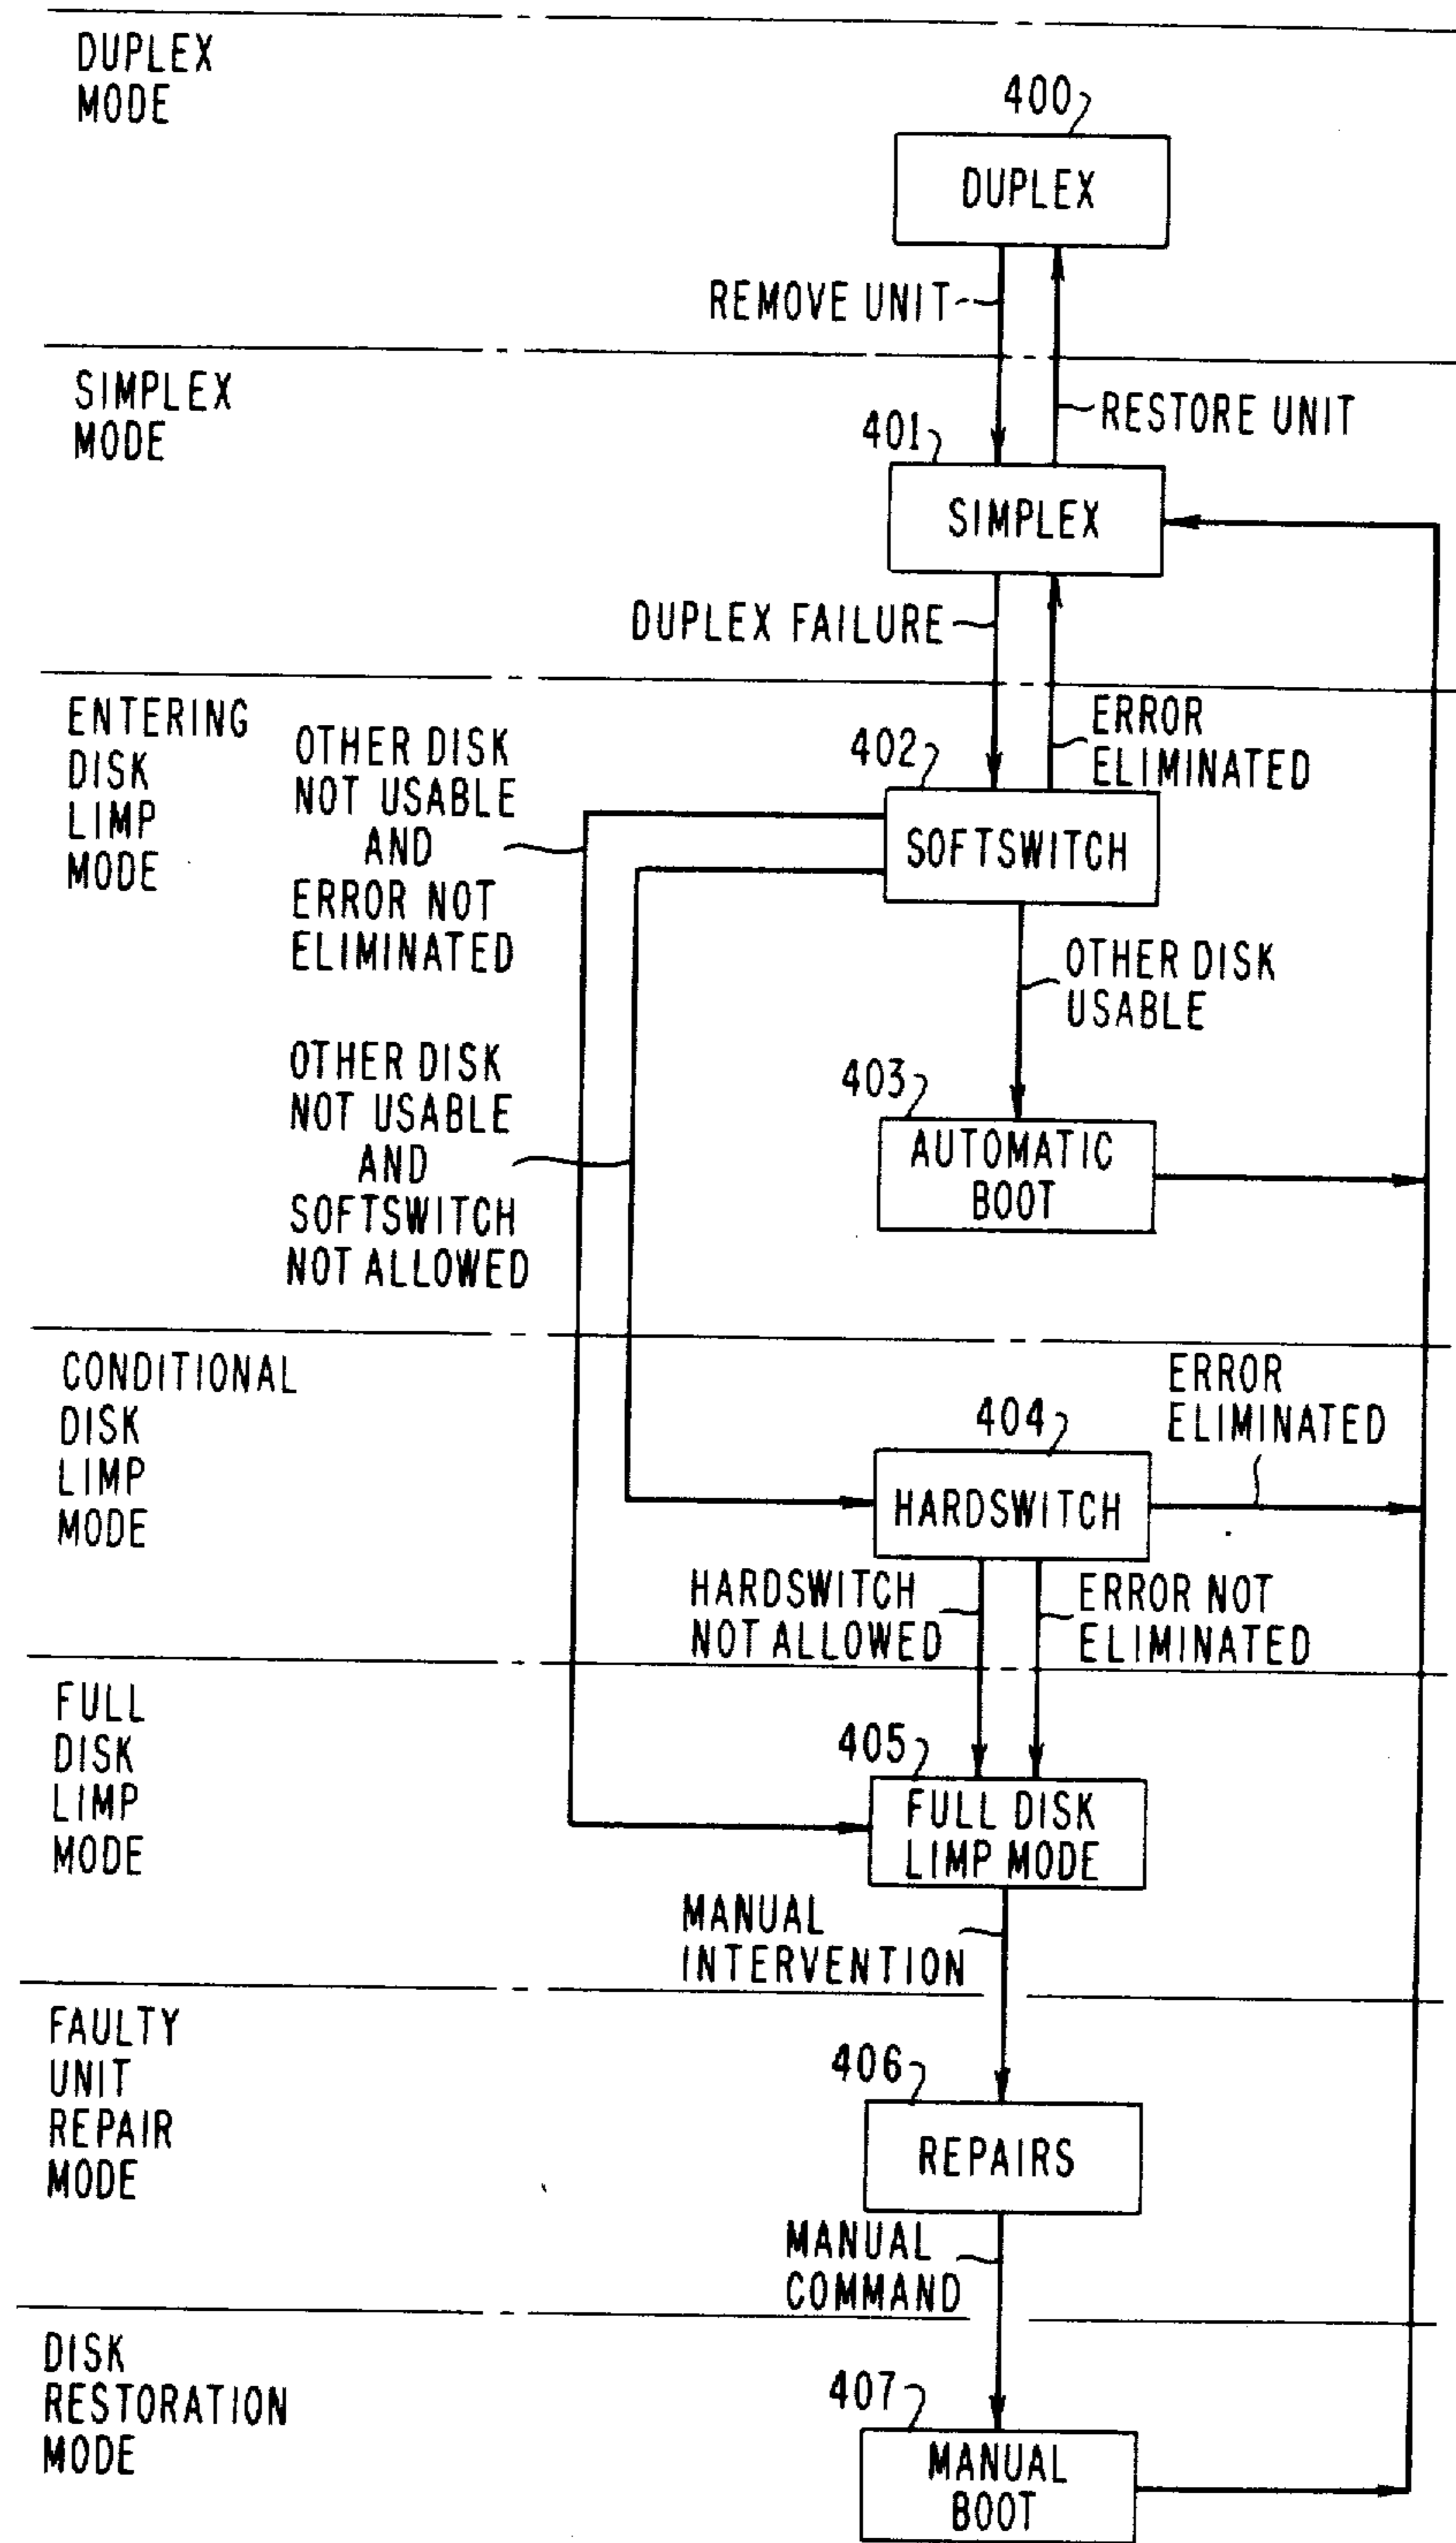 DUPLEX
MODE
400
DUPLEX
REMOVE UNIT
SIMPLEX
MODE
RESTORE UNIT
401
SIMPLEX
DUPLEX FAILURE
ENTERING
DISK
LIMP
MODE
OTHER DISK
NOT USABLE
AND
ERROR NOT
ELIMINATED
402
ERROR
ELIMINATED
SOFTSWITCH
OTHER DISK
USABLE
OTHER DISK
NOT USABLE
AND
SOFTSWITCH
NOT ALLOWED
403
AUTOMATIC
BOOT
CONDITIONAL
DISK
LIMP
MODE
404
ERROR
ELIMINATED
HARDSWITCH
HARDSWITCH
NOT ALLOWED
ERROR NOT
ELIMINATED
FULL
DISK
LIMP
MODE
405
FULL DISK
LIMP MODE
MANUAL
INTERVENTION
FAULTY
UNIT
REPAIR
MODE
406
REPAIRS
MANUAL
COMMAND
DISK
RESTORATION
MODE
407
MANUAL
BOOT